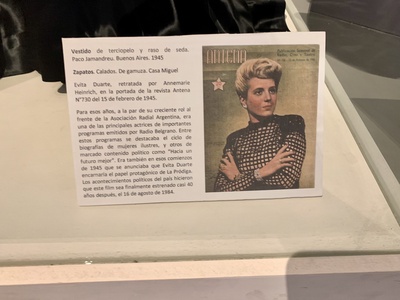 Vestido de terciopelo y raso de seda.
Paco Jamandreu. Buenos Aires. 1945
Zapatos. Calados. De gamuza. Casa Miguel
Evita Duarte, retratada por Annemarie
Heinrich, en la portada de la revista Antena
N°730 del 15 de febrero de 1945.
Para esos años, a la par de su creciente rol al
frente de la Asociación Radial Argentina, era
una de las principales actrices de importantes
programas emitidos por Radio Belgrano. Entre
estos programas se destacaba el ciclo de
biografías de mujeres ilustres, y otros de
marcado contenido político como "Hacia un
futuro mejor". Era también en esos comienzos
de 1945 que se anunciaba que Evita Duarte
encarnaría el papel protagónico de La Pródiga.
Los acontecimientos políticos del país hicieron
que este film sea finalmente estrenado casi 40
años después, el 16 de agosto de 1984.
ANTENA